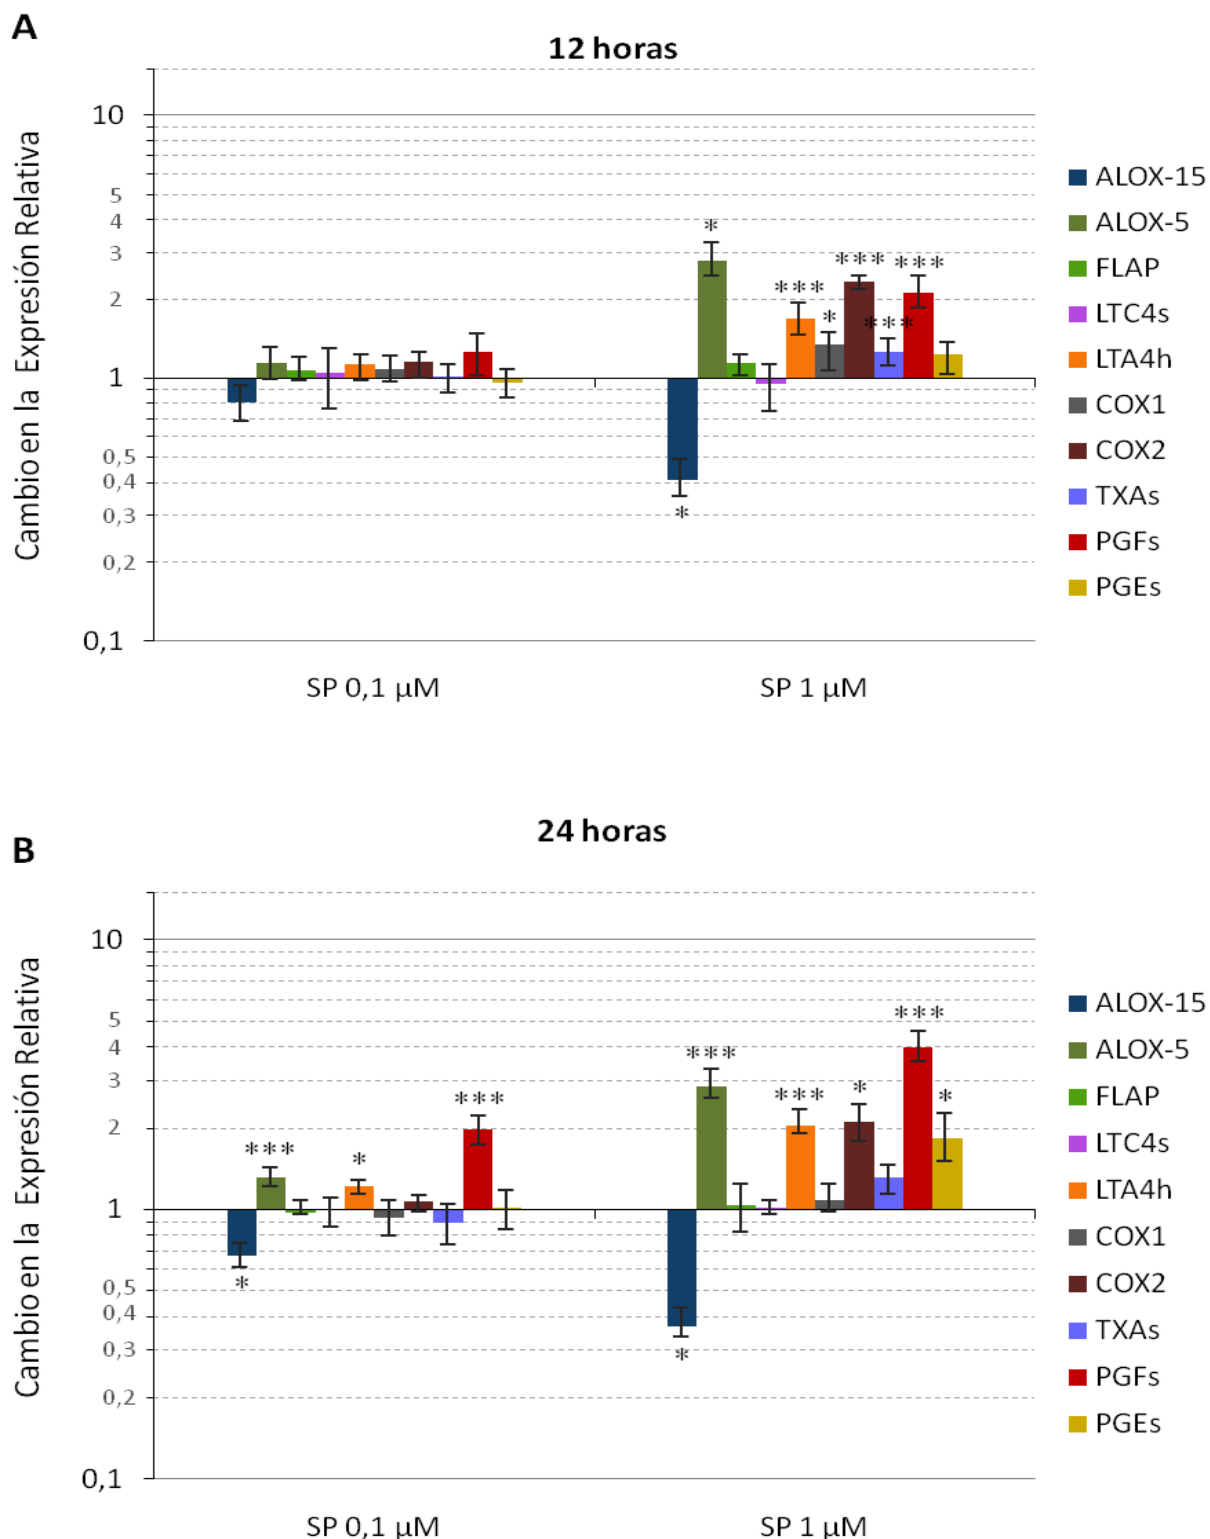 A
12 horas
Cambio en la Expresión Relativa
10
5
4
3
2
1
0,5
0,4
0,3
0,2
0,1
*
***
*
***
***
***
*
SP 0,1 µM
SP 1 µM
ALOX-15
ALOX-5
FLAP
LTC4s
LTA4h
COX1
COX2
TXAs
PGFs
PGEs
B
24 horas
Cambio en la Expresión Relativa
10
5
4
3
2
1
0,5
0,4
0,3
0,2
0,1
***
*
***
*
***
***
*
***
*
*
SP 0,1 µM
SP 1 µM
ALOX-15
ALOX-5
FLAP
LTC4s
LTA4h
COX1
COX2
TXAs
PGFs
PGEs